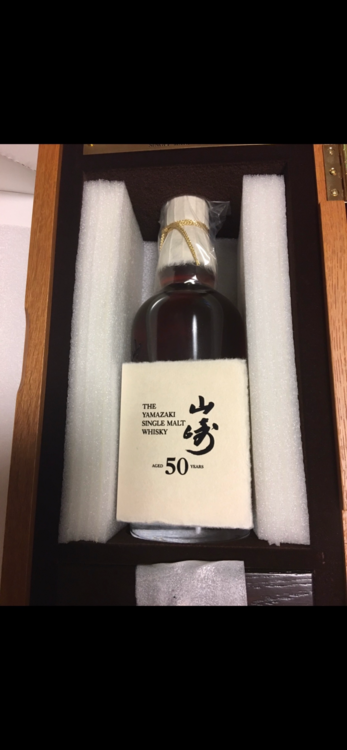 THE
YAMAZAKI
SINGLE MALT
WHISKY
山崎
AGED 50 YEARS